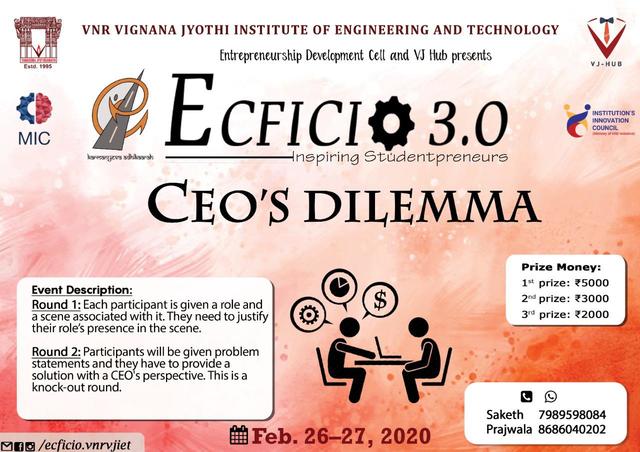 VNR VIGNANA JYOTHI INSTITUTE OF ENGINEERING AND TECHNOLOGY
Estd. 1995
Entrepreneurship Development Cell and VJ Hub presents
VJ-HUB
MIC
karmanyeva adhikaarah
ECFICIO 3.0
Inspiring Studentpreneurs
INSTITUTION'S
INNOVATION
COUNCIL
CEO'S DILEMMA
Event Description:
Round 1: Each participant is given a role and
a scene associated with it. They need to justify
their role's presence in the scene.
Round 2: Participants will be given problem
statements and they have to provide a
solution with a CEO's perspective. This is a
knock-out round.
$
Prize Money:
1st prize: ₹5000
2nd prize: ₹3000
3rd prize: ₹2000
Saketh 7989598084
Prajwala 8686040202
Feb. 26-27, 2020
/ecficio.vnrvjiet